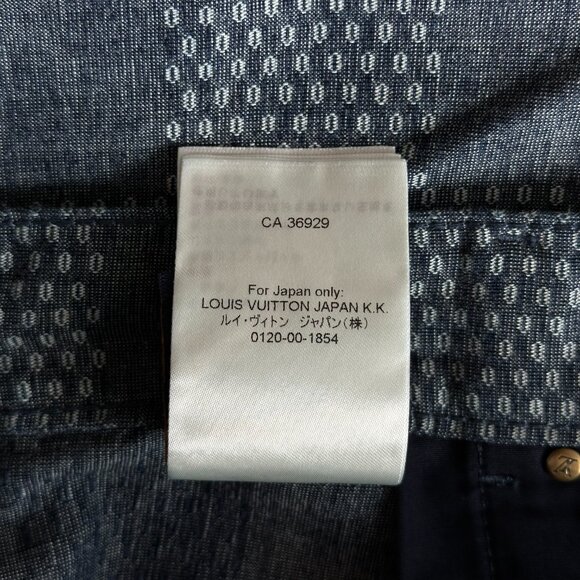 CA 36929
For Japan only:
LOUIS VUITTON JAPAN K.K.
ルイ・ヴィトン ジャパン(株)
0120-00-1854